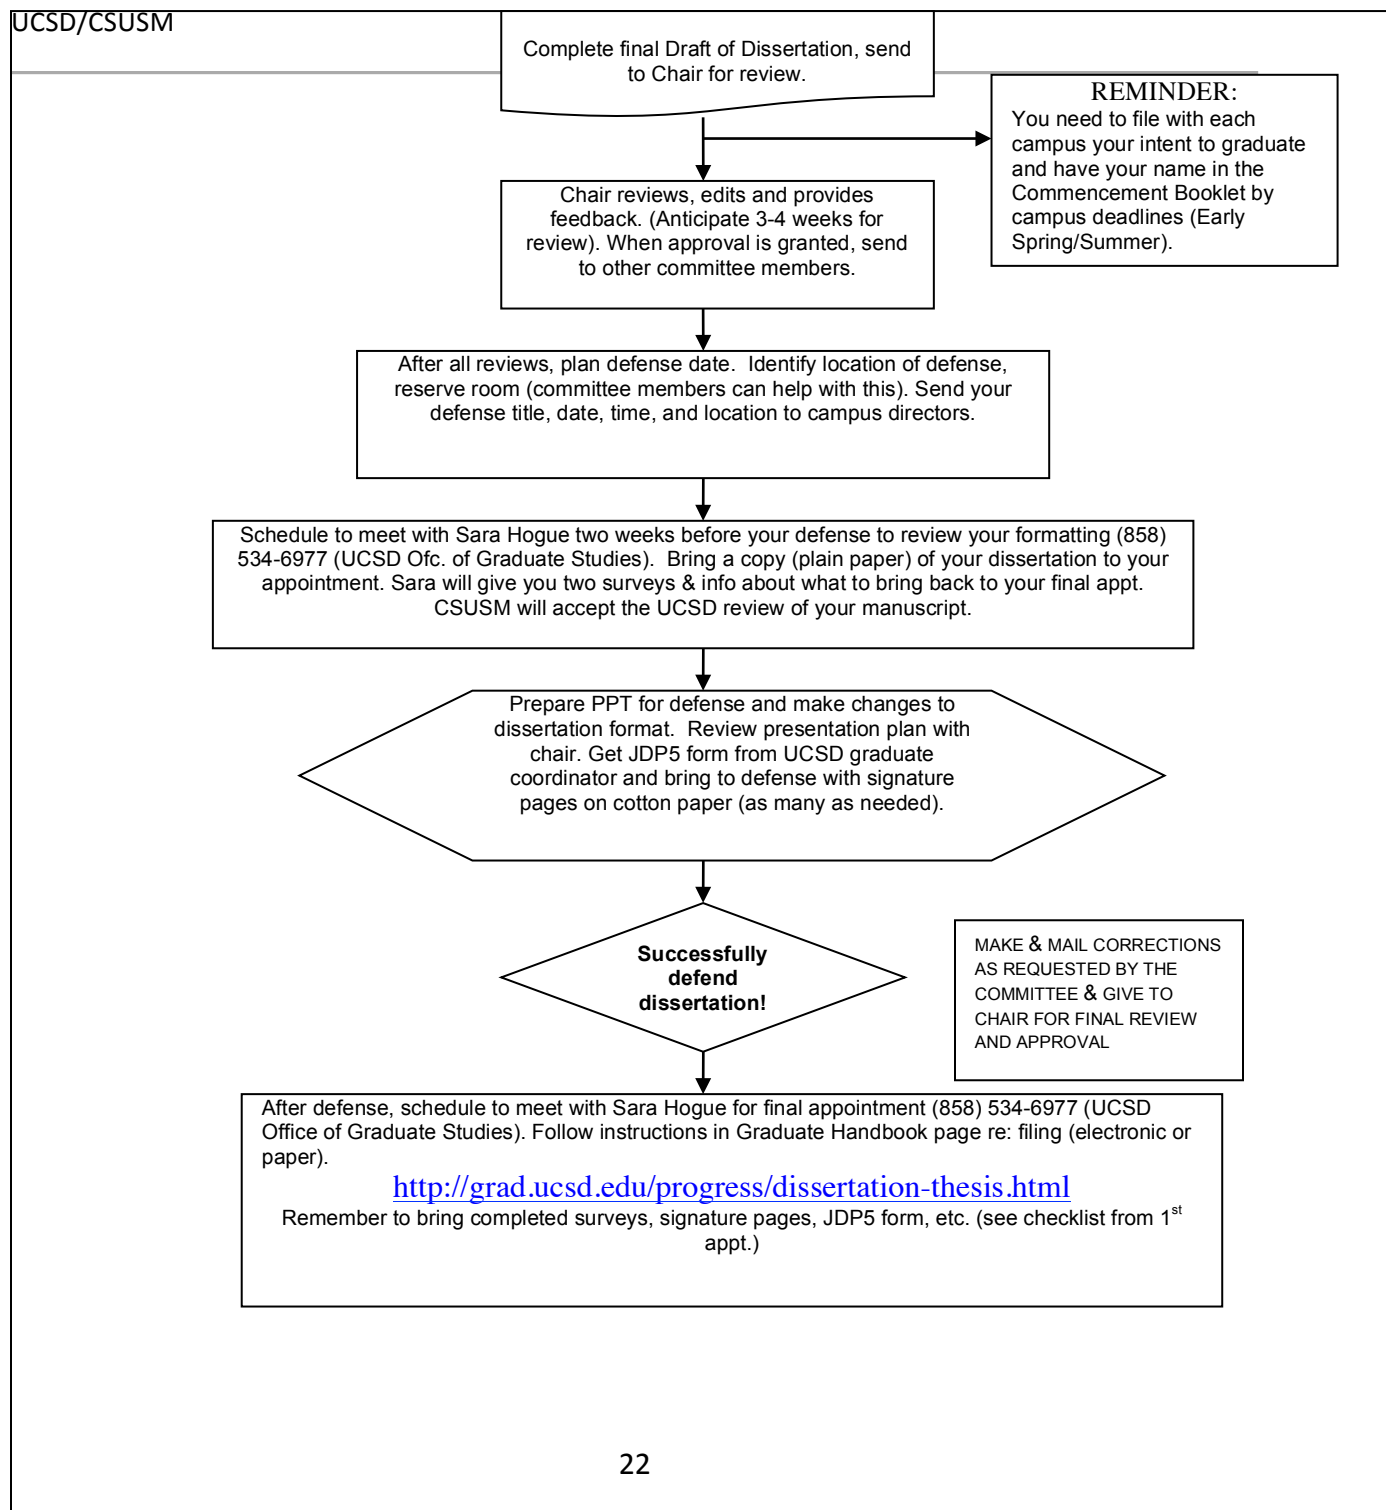 UCSD/CSUSM
Complete final Draft of Dissertation, send
to Chair for review.
REMINDER:
You need to file with each
campus your intent to graduate
and have your name in the
Commencement Booklet by
campus deadlines (Early
Spring/Summer).
Chair reviews, edits and provides
feedback. (Anticipate 3-4 weeks for
review). When approval is granted, send
to other committee members.
After all reviews, plan defense date.  Identify location of defense,
reserve room (committee members can help with this). Send your
defense title, date, time, and location to campus directors.
Schedule to meet with Sara Hogue two weeks before your defense to review your formatting (858)
534-6977 (UCSD Ofc. of Graduate Studies).  Bring a copy (plain paper) of your dissertation to your
appointment. Sara will give you two surveys & info about what to bring back to your final appt.
CSUSM will accept the UCSD review of your manuscript.
Prepare PPT for defense and make changes to
dissertation format.  Review presentation plan with
chair. Get JDP5 form from UCSD graduate
coordinator and bring to defense with signature
pages on cotton paper (as many as needed).
Successfully
defend
dissertation!
MAKE & MAIL CORRECTIONS
AS REQUESTED BY THE
COMMITTEE & GIVE TO
CHAIR FOR FINAL REVIEW
AND APPROVAL
After defense, schedule to meet with Sara Hogue for final appointment (858) 534-6977 (UCSD
Office of Graduate Studies). Follow instructions in Graduate Handbook page re: filing (electronic or
paper).
http://grad.ucsd.edu/progress/dissertation-thesis.html
Remember to bring completed surveys, signature pages, JDP5 form, etc. (see checklist from 1st
appt.)
22